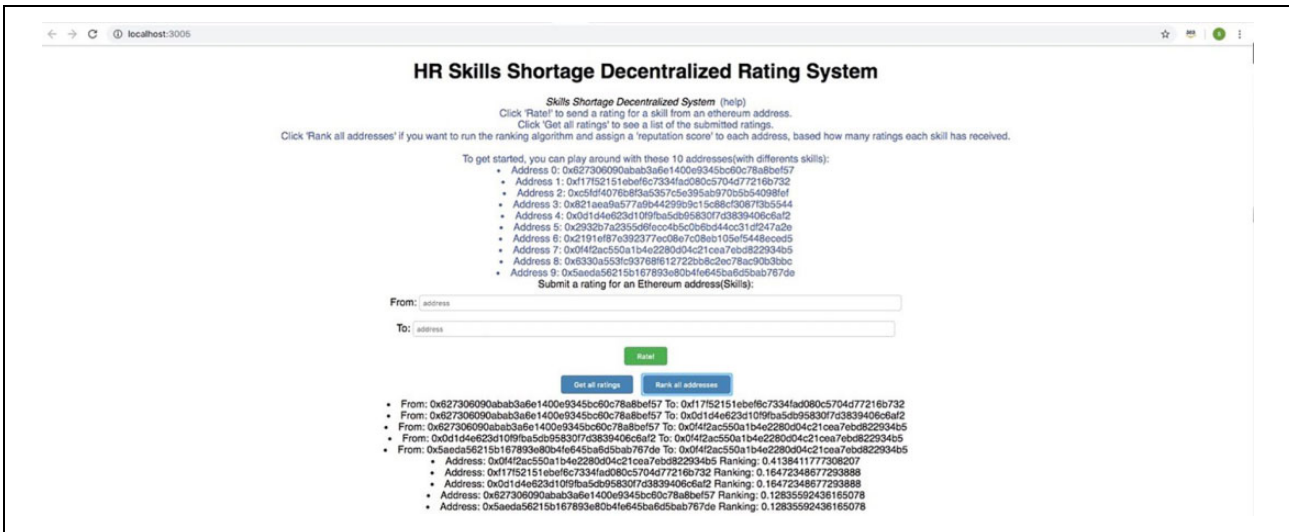 localhost:3005
HR Skills Shortage Decentralized Rating System
Skills Shortage Decentralized System (help)
Click 'Rate!' to send a rating for a skill from an ethereum address.
Click 'Get all ratings' to see a list of the submitted ratings.
Click 'Rank all addresses' if you want to run the ranking algorithm and assign a 'reputation score' to each address, based how many ratings each skill has received.
To get started, you can play around with these 10 addresses(with differents skills):
• Address 0: 0x627306090abab3a6e1400e9345bc60c78a8bef57
• Address 1: 0xf17f52151ebef6c7334fad080c5704d77216b732
• Address 2: 0xc5fdf4076b8f3a5357c5e395ab970b5b54098fef
• Address 3: 0x821aea9a577a9b44299b9c15c88cf3087f3b5544
• Address 4: 0x0d1d4e623d10f9fba5db95830f7d3839406c6af2
• Address 5: 0x2932b7a2355d6fecc4b5c0b6bd44cc31df247a2e
• Address 6: 0x2191ef87e392377ec08e7c08eb105ef5448eced5
• Address 7: 0x0f4f2ac550a1b4e2280d04c21cea7ebd822934b5
• Address 8: 0x6330a553fc93768f612722bb8c2ec78ac90b3bbc
• Address 9: 0x5aeda56215b167893e80b4fe645ba6d5bab767de
Submit a rating for an Ethereum address(Skills):
From: address
To: address
Rate!
Get all ratings Rank all addresses
• From: 0x627306090abab3a6e1400e9345bc60c78a8bef57 To: 0xf17f52151ebef6c7334fad080c5704d77216b732
• From: 0x627306090abab3a6e1400e9345bc60c78a8bef57 To: 0x0d1d4e623d10f9fba5db95830f7d3839406c6af2
• From: 0x627306090abab3a6e1400e9345bc60c78a8bef57 To: 0x0f4f2ac550a1b4e2280d04c21cea7ebd822934b5
• From: 0x0d1d4e623d10f9fba5db95830f7d3839406c6af2 To: 0x0f4f2ac550a1b4e2280d04c21cea7ebd822934b5
• From: 0x5aeda56215b167893e80b4fe645ba6d5bab767de To: 0x0f4f2ac550a1b4e2280d04c21cea7ebd822934b5
• Address: 0x0f4f2ac550a1b4e2280d04c21cea7ebd822934b5 Ranking: 0.4138411777308207
• Address: 0xf17f52151ebef6c7334fad080c5704d77216b732 Ranking: 0.16472348677293888
• Address: 0x0d1d4e623d10f9fba5db95830f7d3839406c6af2 Ranking: 0.16472348677293888
• Address: 0x627306090abab3a6e1400e9345bc60c78a8bef57 Ranking: 0.12835592436165078
• Address: 0x5aeda56215b167893e80b4fe645ba6d5bab767de Ranking: 0.12835592436165078